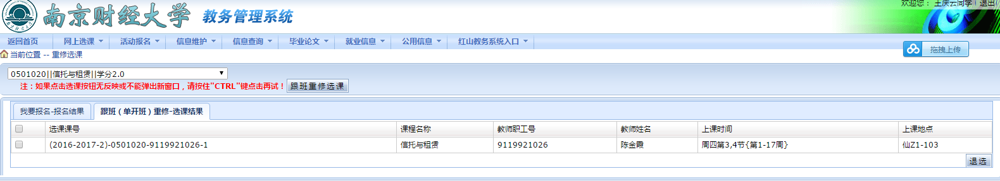 南京财经大学 教务管理系统
欢迎您： 同学 退出
返回首页 网上选课 活动报名 信息维护 信息查询 毕业论文 就业信息 公用信息 红山教务系统入口
当前位置 -- 重修选课
拖拽上传
0501020||信托与租赁||学分2.0
注：如果点击选课按钮无反映或不能弹出新窗口，请按住"CTRL"键点击再试！ 跟班重修选课
我要报名-报名结果 跟班（单开班）重修-选课结果
选课课号 课程名称 教师职工号 教师姓名 上课时间 上课地点
(2016-2017-2)-0501020-9119921026-1 信托与租赁 9119921026 陈金霞 周四第3,4节{第1-17周} 仙Z1-103
退选